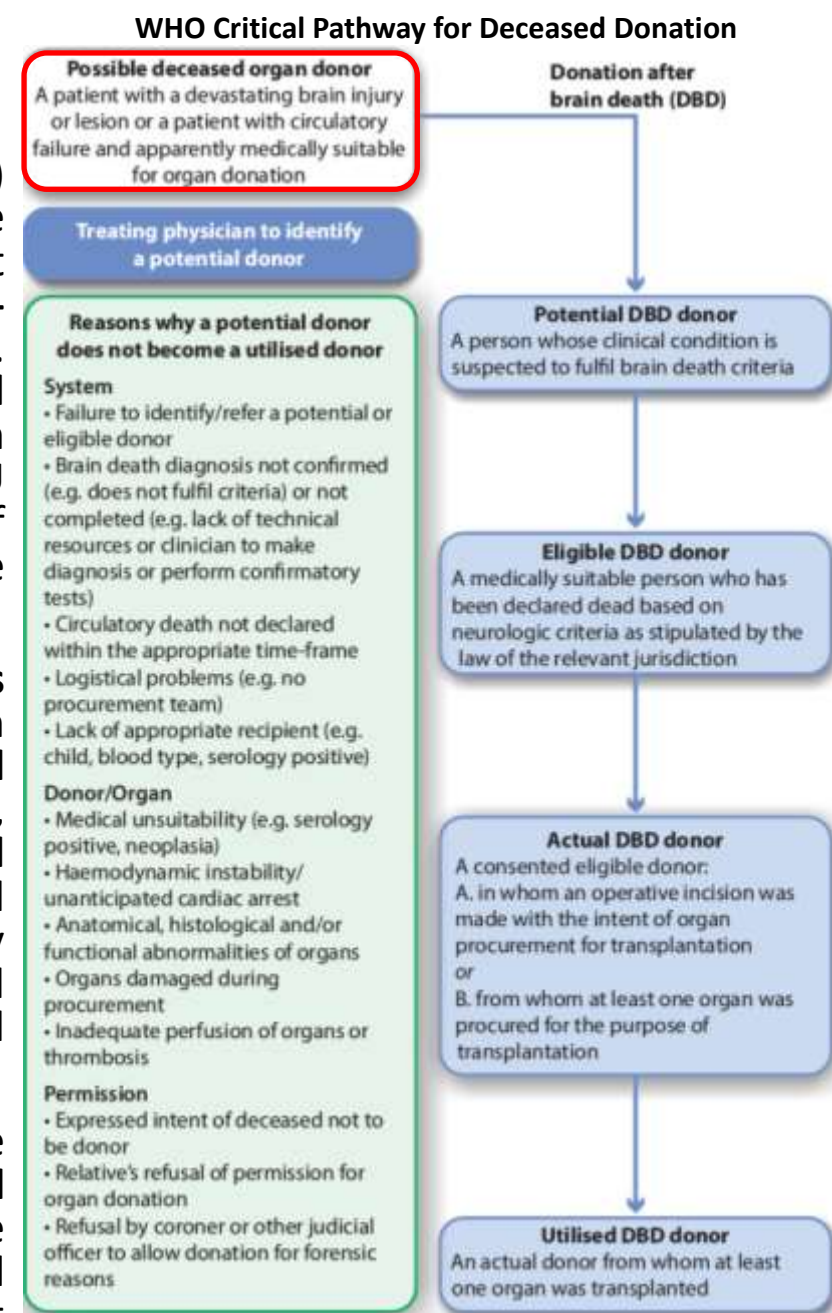 WHO Critical Pathway for Deceased Donation
Possible deceased organ donor
A patient with a devastating brain injury
or lesion or a patient with circulatory
failure and apparently medically suitable
for organ donation
Treating physician to identify
a potential donor
Reasons why a potential donor
does not become a utilised donor
System
• Failure to identify/refer a potential or
eligible donor
• Brain death diagnosis not confirmed
(e.g. does not fulfil criteria) or not
completed (e.g. lack of technical
resources or clinician to make
diagnosis or perform confirmatory
tests)
• Circulatory death not declared
within the appropriate time-frame
• Logistical problems (e.g. no
procurement team)
• Lack of appropriate recipient (e.g.
child, blood type, serology positive)
Donor/Organ
• Medical unsuitability (e.g. serology
positive, neoplasia)
• Haemodynamic instability/
unanticipated cardiac arrest
• Anatomical, histological and/or
functional abnormalities of organs
• Organs damaged during
procurement
• Inadequate perfusion of organs or
thrombosis
Permission
• Expressed intent of deceased not to
be donor
• Relative's refusal of permission for
organ donation
• Refusal by coroner or other judicial
officer to allow donation for forensic
reasons
Donation after
brain death (DBD)
Potential DBD donor
A person whose clinical condition is
suspected to fulfil brain death criteria
Eligible DBD donor
A medically suitable person who has
been declared dead based on
neurologic criteria as stipulated by the
law of the relevant jurisdiction
Actual DBD donor
A consented eligible donor:
A. in whom an operative incision was
made with the intent of organ
procurement for transplantation
or
B. from whom at least one organ was
procured for the purpose of
transplantation
Utilised DBD donor
An actual donor from whom at least
one organ was transplanted